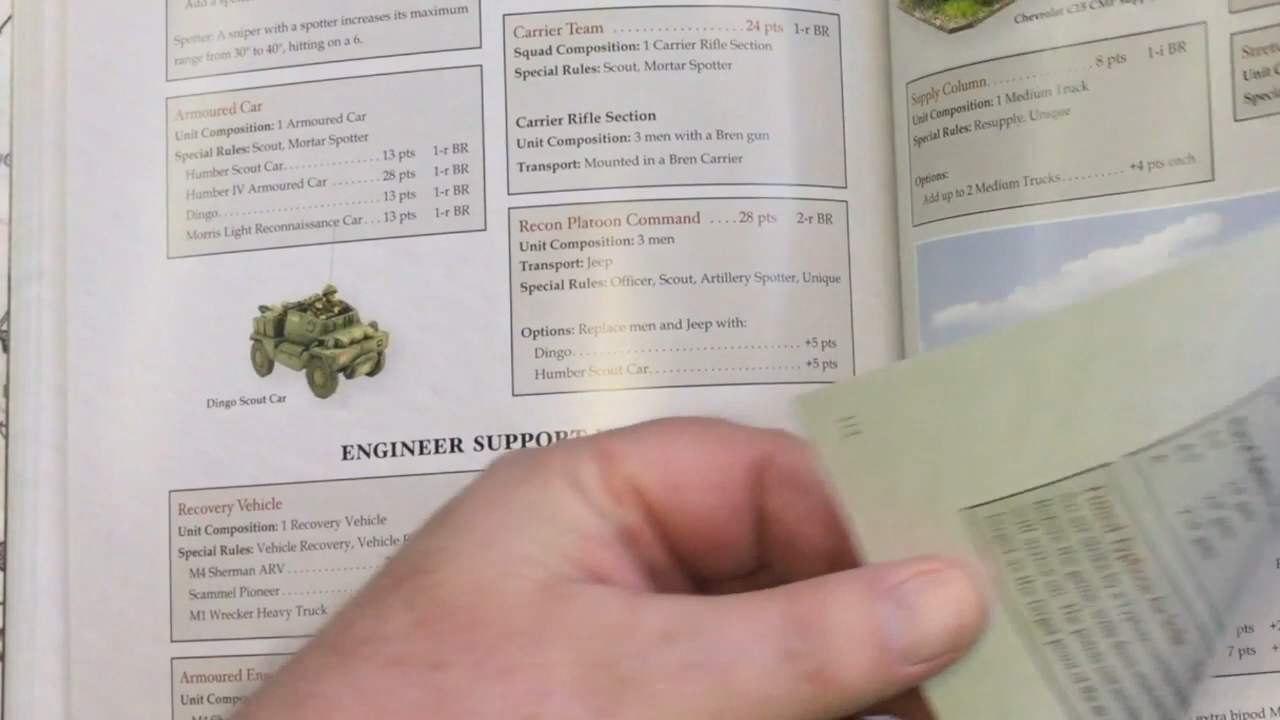 Spotter: A sniper with a spotter increases its maximum
range from 30" to 40", hitting on a 6.
Armoured Car
Unit Composition: 1 Armoured Car
Special Rules: Scout, Mortar Spotter
Humber Scout Car. . . . . . . . . . . . . . . 13 pts 1-r BR
Humber IV Armoured Car . . . . . . . . 28 pts 1-r BR
Dingo. . . . . . . . . . . . . . . . . . . . . . . . . 13 pts 1-r BR
Morris Light Reconnaissance Car. . . 13 pts 1-r BR
Dingo Scout Car
Carrier Team . . . . . . . . . . . . . . . . . . 24 pts 1-r BR
Squad Composition: 1 Carrier Rifle Section
Special Rules: Scout, Mortar Spotter
Carrier Rifle Section
Unit Composition: 3 men with a Bren gun
Transport: Mounted in a Bren Carrier
Recon Platoon Command . . . . 28 pts 2-r BR
Unit Composition: 3 men
Transport: Jeep
Special Rules: Officer, Scout, Artillery Spotter, Unique
Options: Replace men and Jeep with:
Dingo. . . . . . . . . . . . . . . . . . . . . . . . . . . . . . +5 pts
Humber Scout Car. . . . . . . . . . . . . . . . . . . . +5 pts
ENGINEER SUPPORT
Recovery Vehicle
Unit Composition: 1 Recovery Vehicle
Special Rules: Vehicle Recovery, Vehicle
M4 Sherman ARV . . . . . . . . . . .
Scammel Pioneer . . . . . . . . . . .
M1 Wrecker Heavy Truck
Armoured
Unit
Chevrolet C15
Supply Column. . . . . . . . . . . . . . 8 pts 1-i BR
Unit Composition: 1 Medium Truck
Special Rules: Resupply, Unique
Options:
Add up to 2 Medium Trucks. . . . . . . . . . +4 pts each
Unit
pts
7 pts
extra bipod